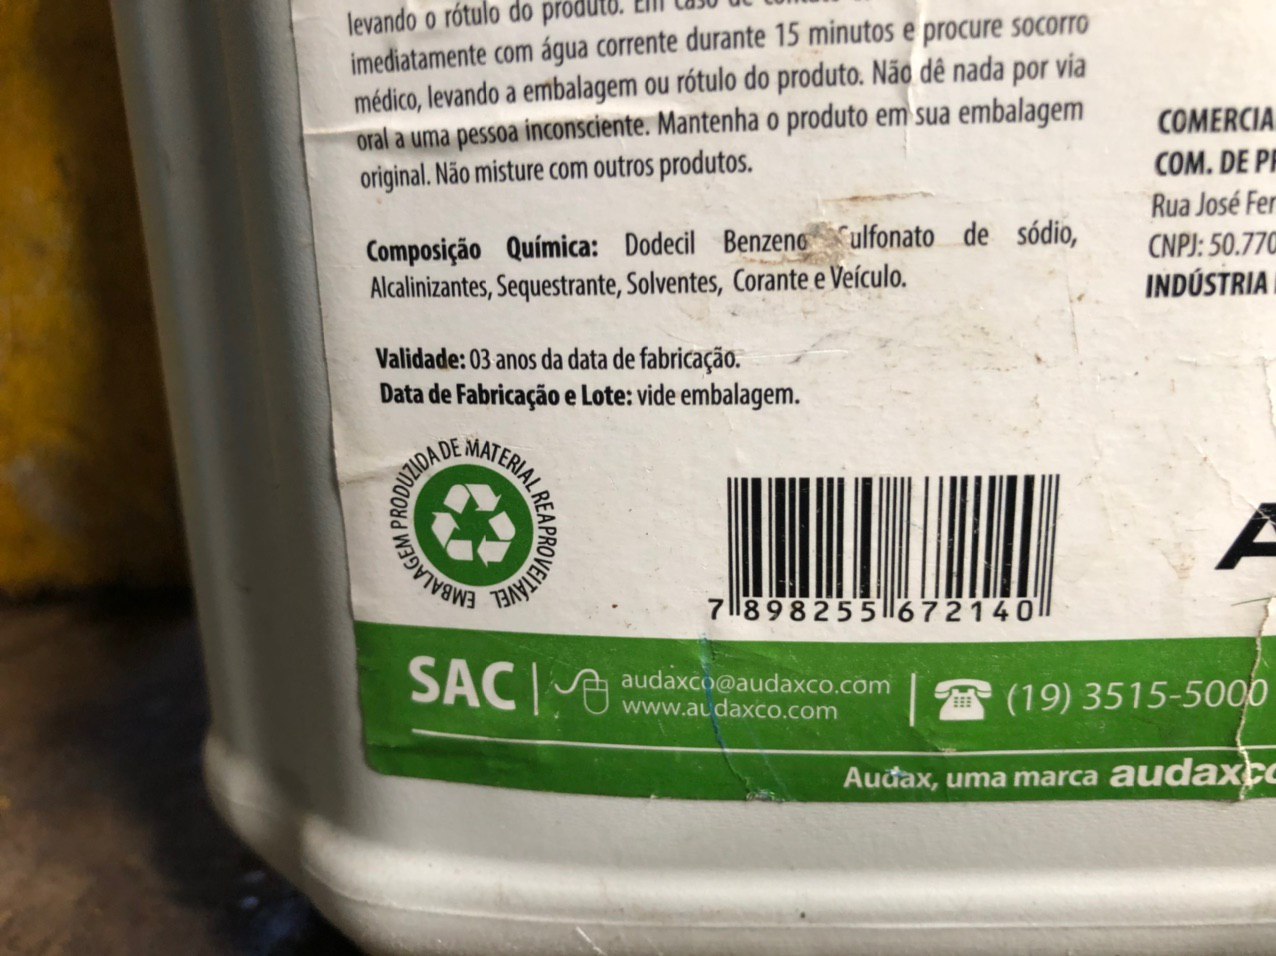 levando o rótulo do produto. Em caso de
imediatamente com água corrente durante 15 minutos e procure socorro
médico, levando a embalagem ou rótulo do produto. Não dê nada por via
oral a uma pessoa inconsciente. Mantenha o produto em sua embalagem
original. Não misture com outros produtos.
Composição Química: Dodecil Benzeno Sulfonato de sódio,
Alcalinizantes, Sequestrante, Solventes, Corante e Veículo.
Validade: 03 anos da data de fabricação.
Data de Fabricação e Lote: vide embalagem.
COMERCIA
COM. DE PR
Rua José Fer
CNPJ: 50.770
INDÚSTRIA
EMBALAGEM PRODUZIDA DE MATERIAL REAPROVEITÁVEL
7 898255 672140
A
SAC audaxco@audaxco.com (19) 3515-5000
www.audaxco.com
Audax, uma marca audaxco